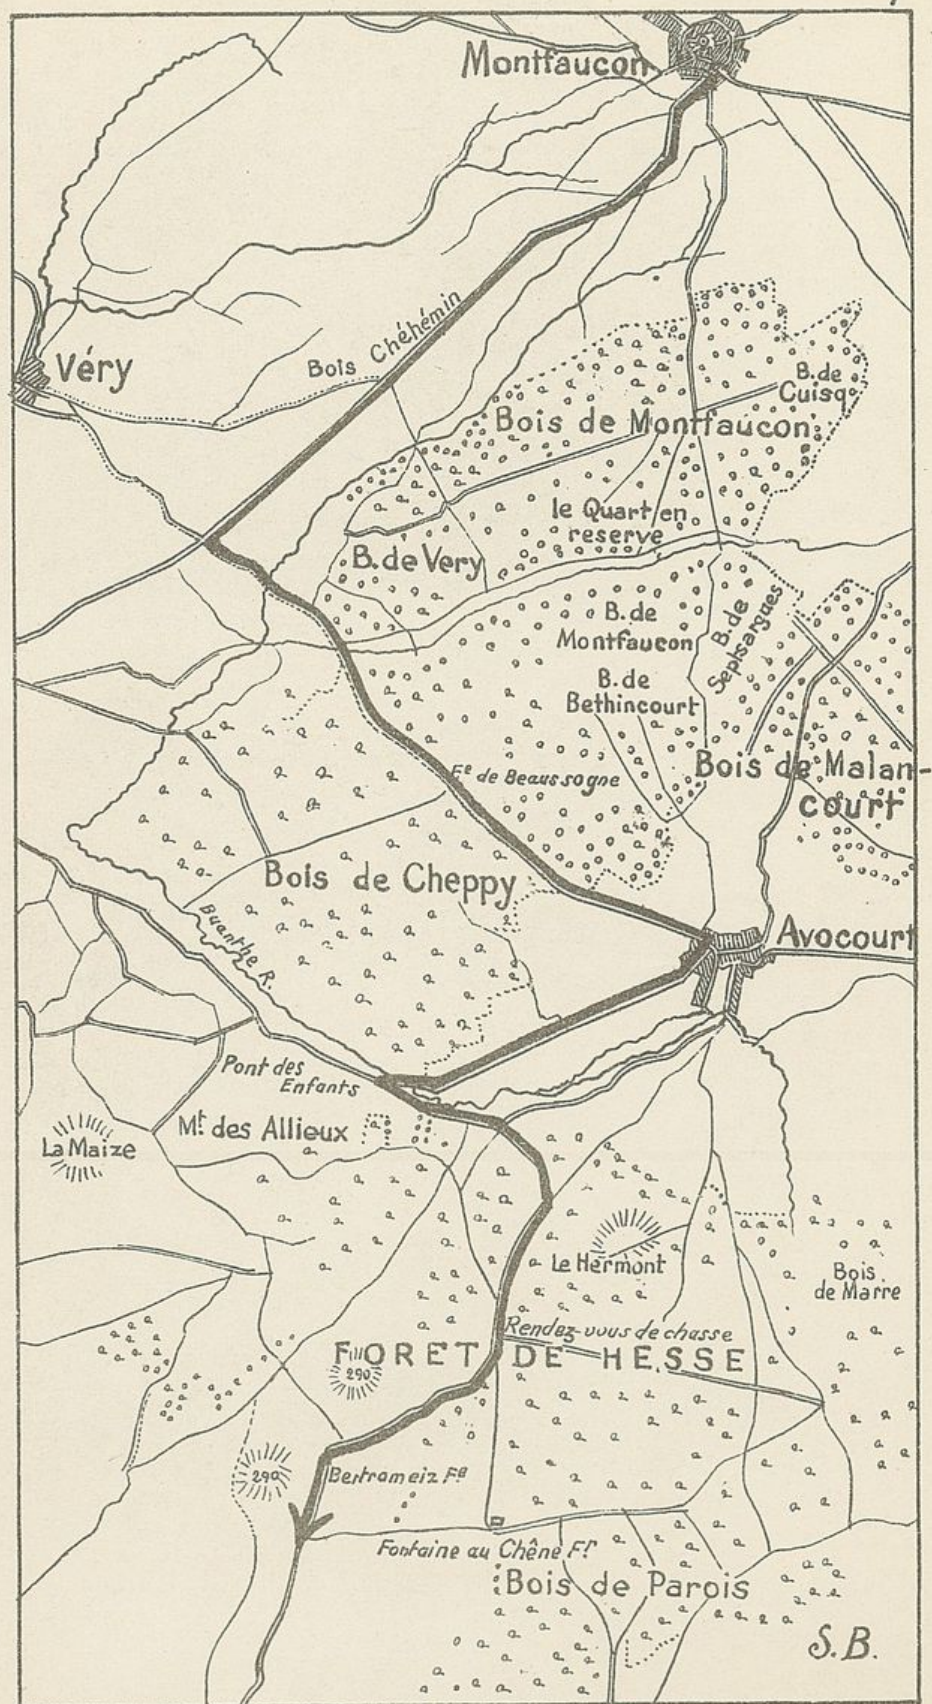 Montfaucon
Bois Chéhémin
Véry
B. de
Cuisq
Bois de Montfaucon
le Quart en
reserve
B. de Very
B. de
Montfaucon
B. de
Septsargues
B. de
Bethincourt
Bois de Malan-
court
Fe de Beaussogne
Bois de Cheppy
Buanthe R.
Avocourt
Pont des
Enfants
Mt des Allieux
La Maize
Le Hermont
Bois
de Marre
Rendez-vous de chasse
FORET DE HESSE
290
290
Bertrameix Fe
Fontaine au Chêne Fr
Bois de Parois
S.B.